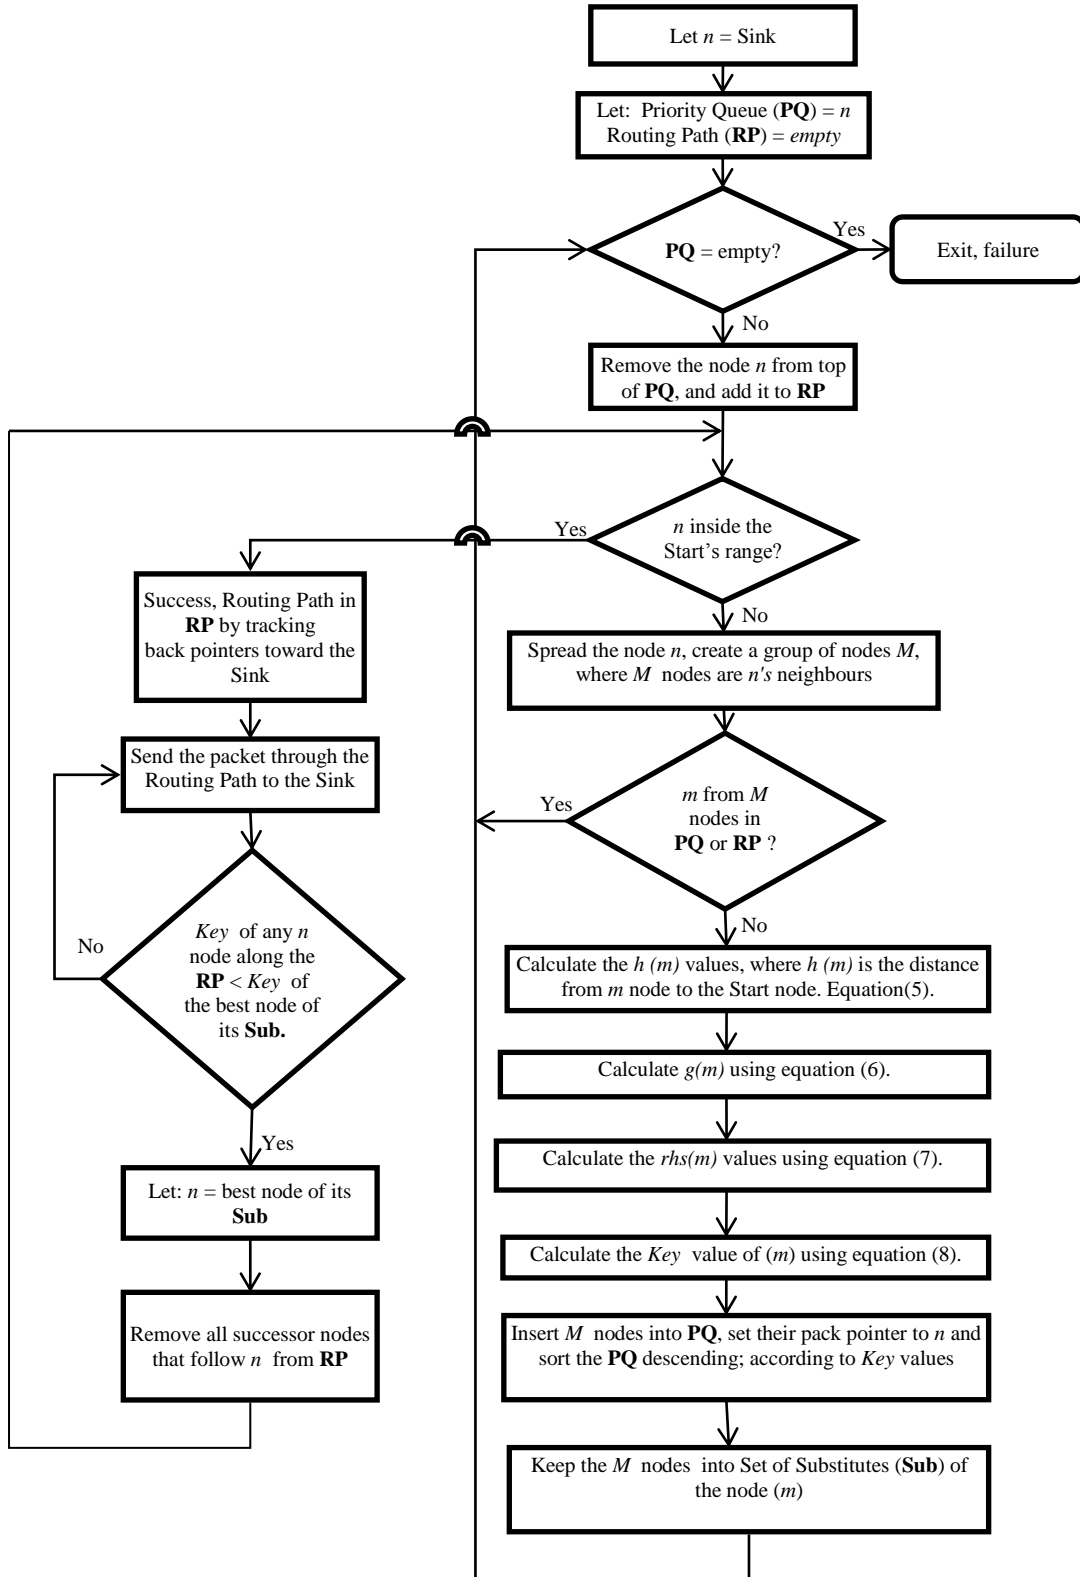 Let n = Sink
Let: Priority Queue (PQ) = n
Routing Path (RP) = empty
PQ = empty?
Yes
Exit, failure
No
Remove the node n from top
of PQ, and add it to RP
n inside the
Start's range?
Yes
No
Success, Routing Path in
RP by tracking
back pointers toward the
Sink
Spread the node n, create a group of nodes M,
where M nodes are n's neighbours
Send the packet through the
Routing Path to the Sink
m from M
nodes in
PQ or RP ?
Yes
No
Key of any n
node along the
RP < Key of
the best node of
its Sub.
No
Yes
Calculate the h (m) values, where h (m) is the distance
from m node to the Start node. Equation(5).
Calculate g(m) using equation (6).
Calculate the rhs(m) values using equation (7).
Let: n = best node of its
Sub
Calculate the Key value of (m) using equation (8).
Remove all successor nodes
that follow n from RP
Insert M nodes into PQ, set their pack pointer to n and
sort the PQ descending; according to Key values
Keep the M nodes into Set of Substitutes (Sub) of
the node (m)